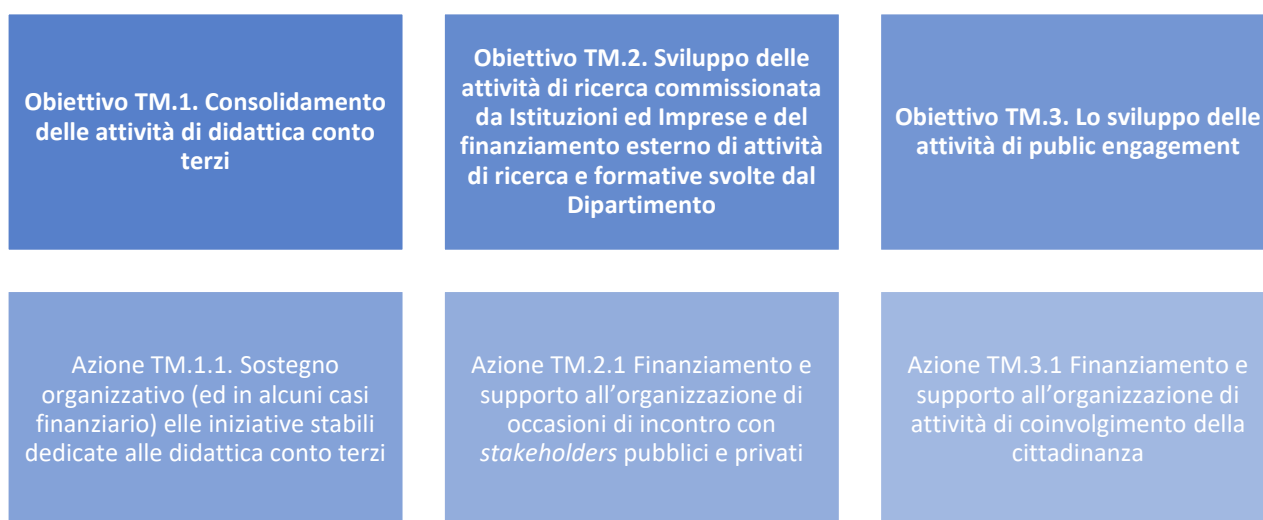 Obiettivo TM.1. Consolidamento
delle attività di didattica conto
terzi
Obiettivo TM.2. Sviluppo delle
attività di ricerca commissionata
da Istituzioni ed Imprese e del
finanziamento esterno di attività
di ricerca e formative svolte dal
Dipartimento
Obiettivo TM.3. Lo sviluppo delle
attività di public engagement
Azione TM.1.1. Sostegno
organizzativo (ed in alcuni casi
finanziario) elle iniziative stabili
dedicate alle didattica conto terzi
Azione TM.2.1 Finanziamento e
supporto all’organizzazione di
occasioni di incontro con
stakeholders pubblici e privati
Azione TM.3.1 Finanziamento e
supporto all’organizzazione di
attività di coinvolgimento della
cittadinanza